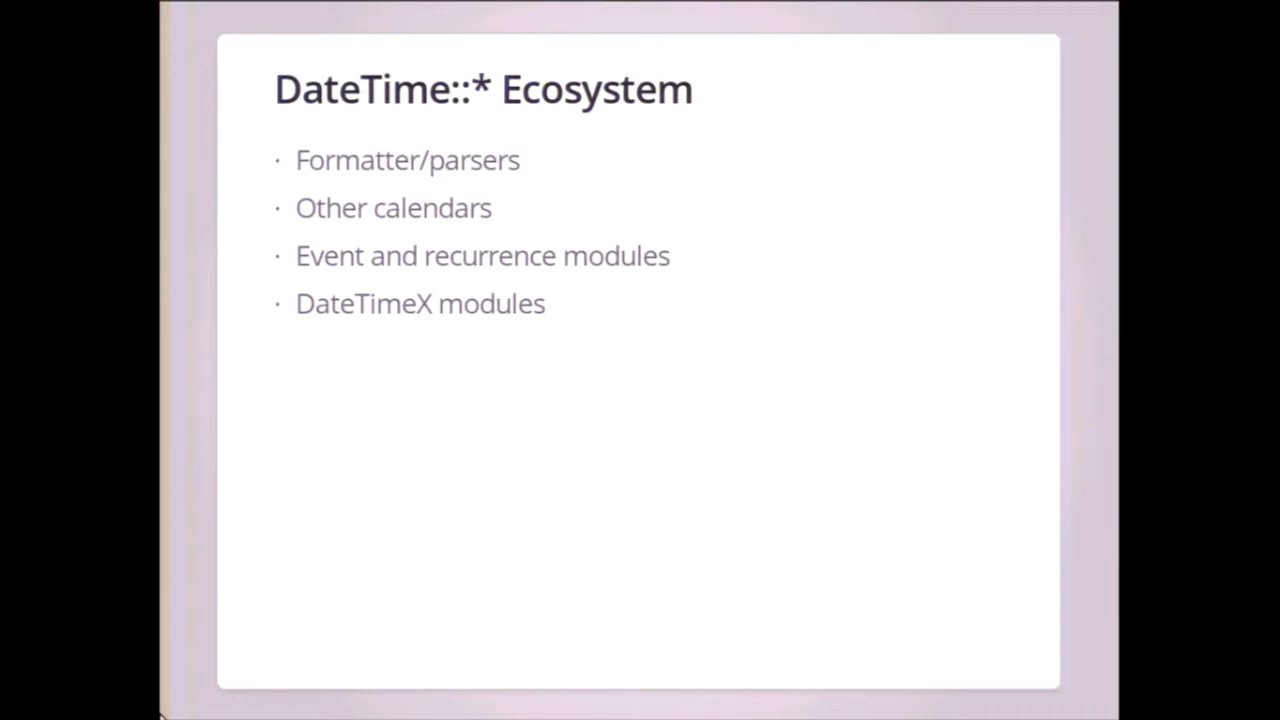 DateTime::* Ecosystem
· Formatter/parsers
· Other calendars
· Event and recurrence modules
· DateTimeX modules